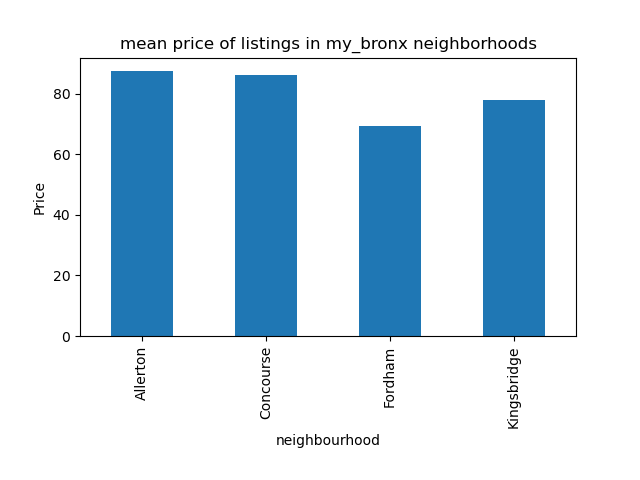 mean price of listings in my_bronx neighborhoods
Price
80
60
40
20
0
Allerton
Concourse
Fordham
Kingsbridge
neighbourhood